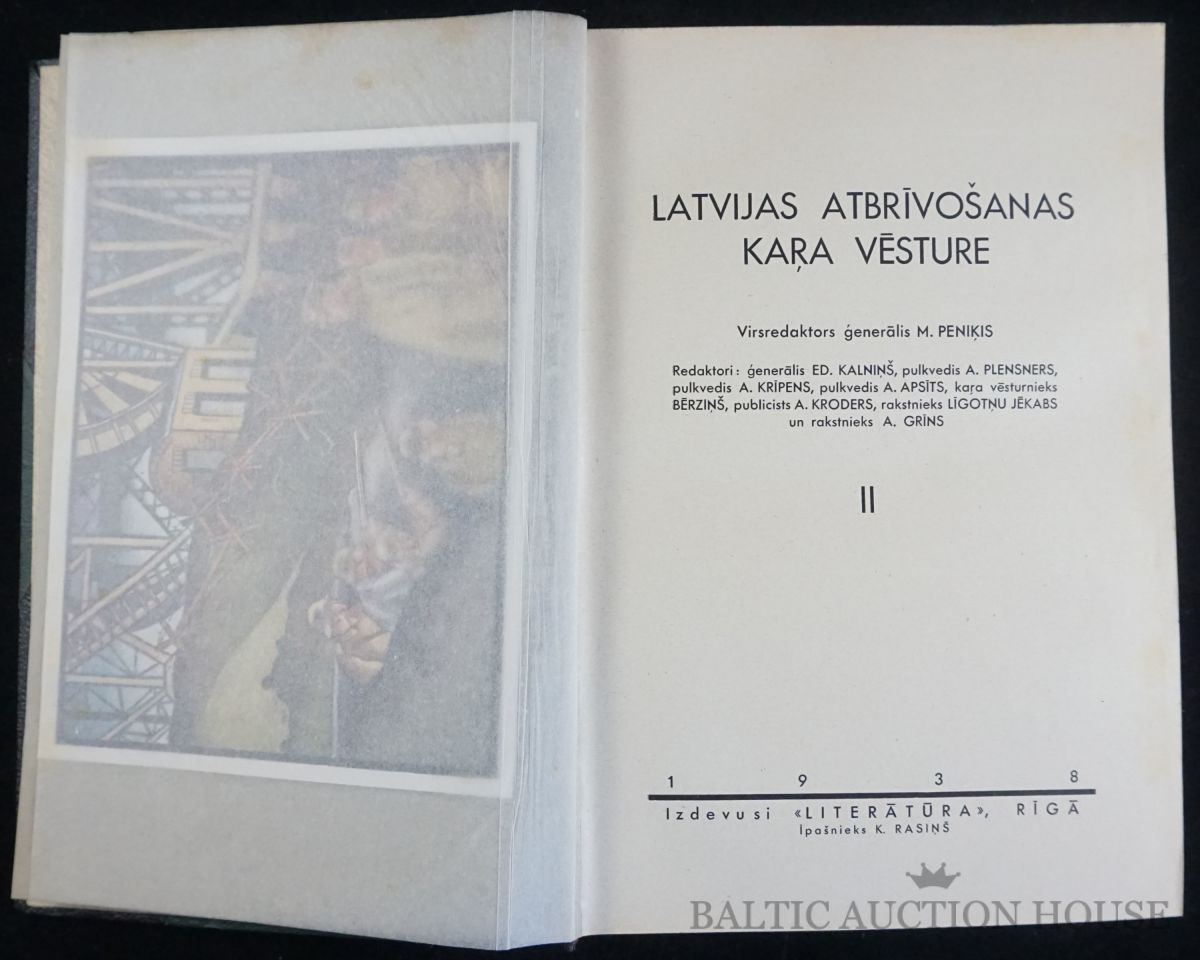 LATVIJAS ATBRĪVOŠANAS
KAŖA VĒSTURE
Virsredaktors ģenerālis M. PENIĶIS
Redaktori: ģenerālis ED. KALNIŅŠ, pulkvedis A. PLENSNERS,
pulkvedis A. KRĪPENS, pulkvedis A. APSĪTS, kaŗa vēsturnieks
BĒRZIŅŠ, publicists A. KRODERS, rakstnieks LĪGOTŅU JĒKABS
un rakstnieks A. GRĪNS
II
1 9 3 8
Izdevusi «LITERĀTŪRA», RĪGĀ
Īpašnieks K. RASIŅŠ
BALTIC AUCTION HOUSE